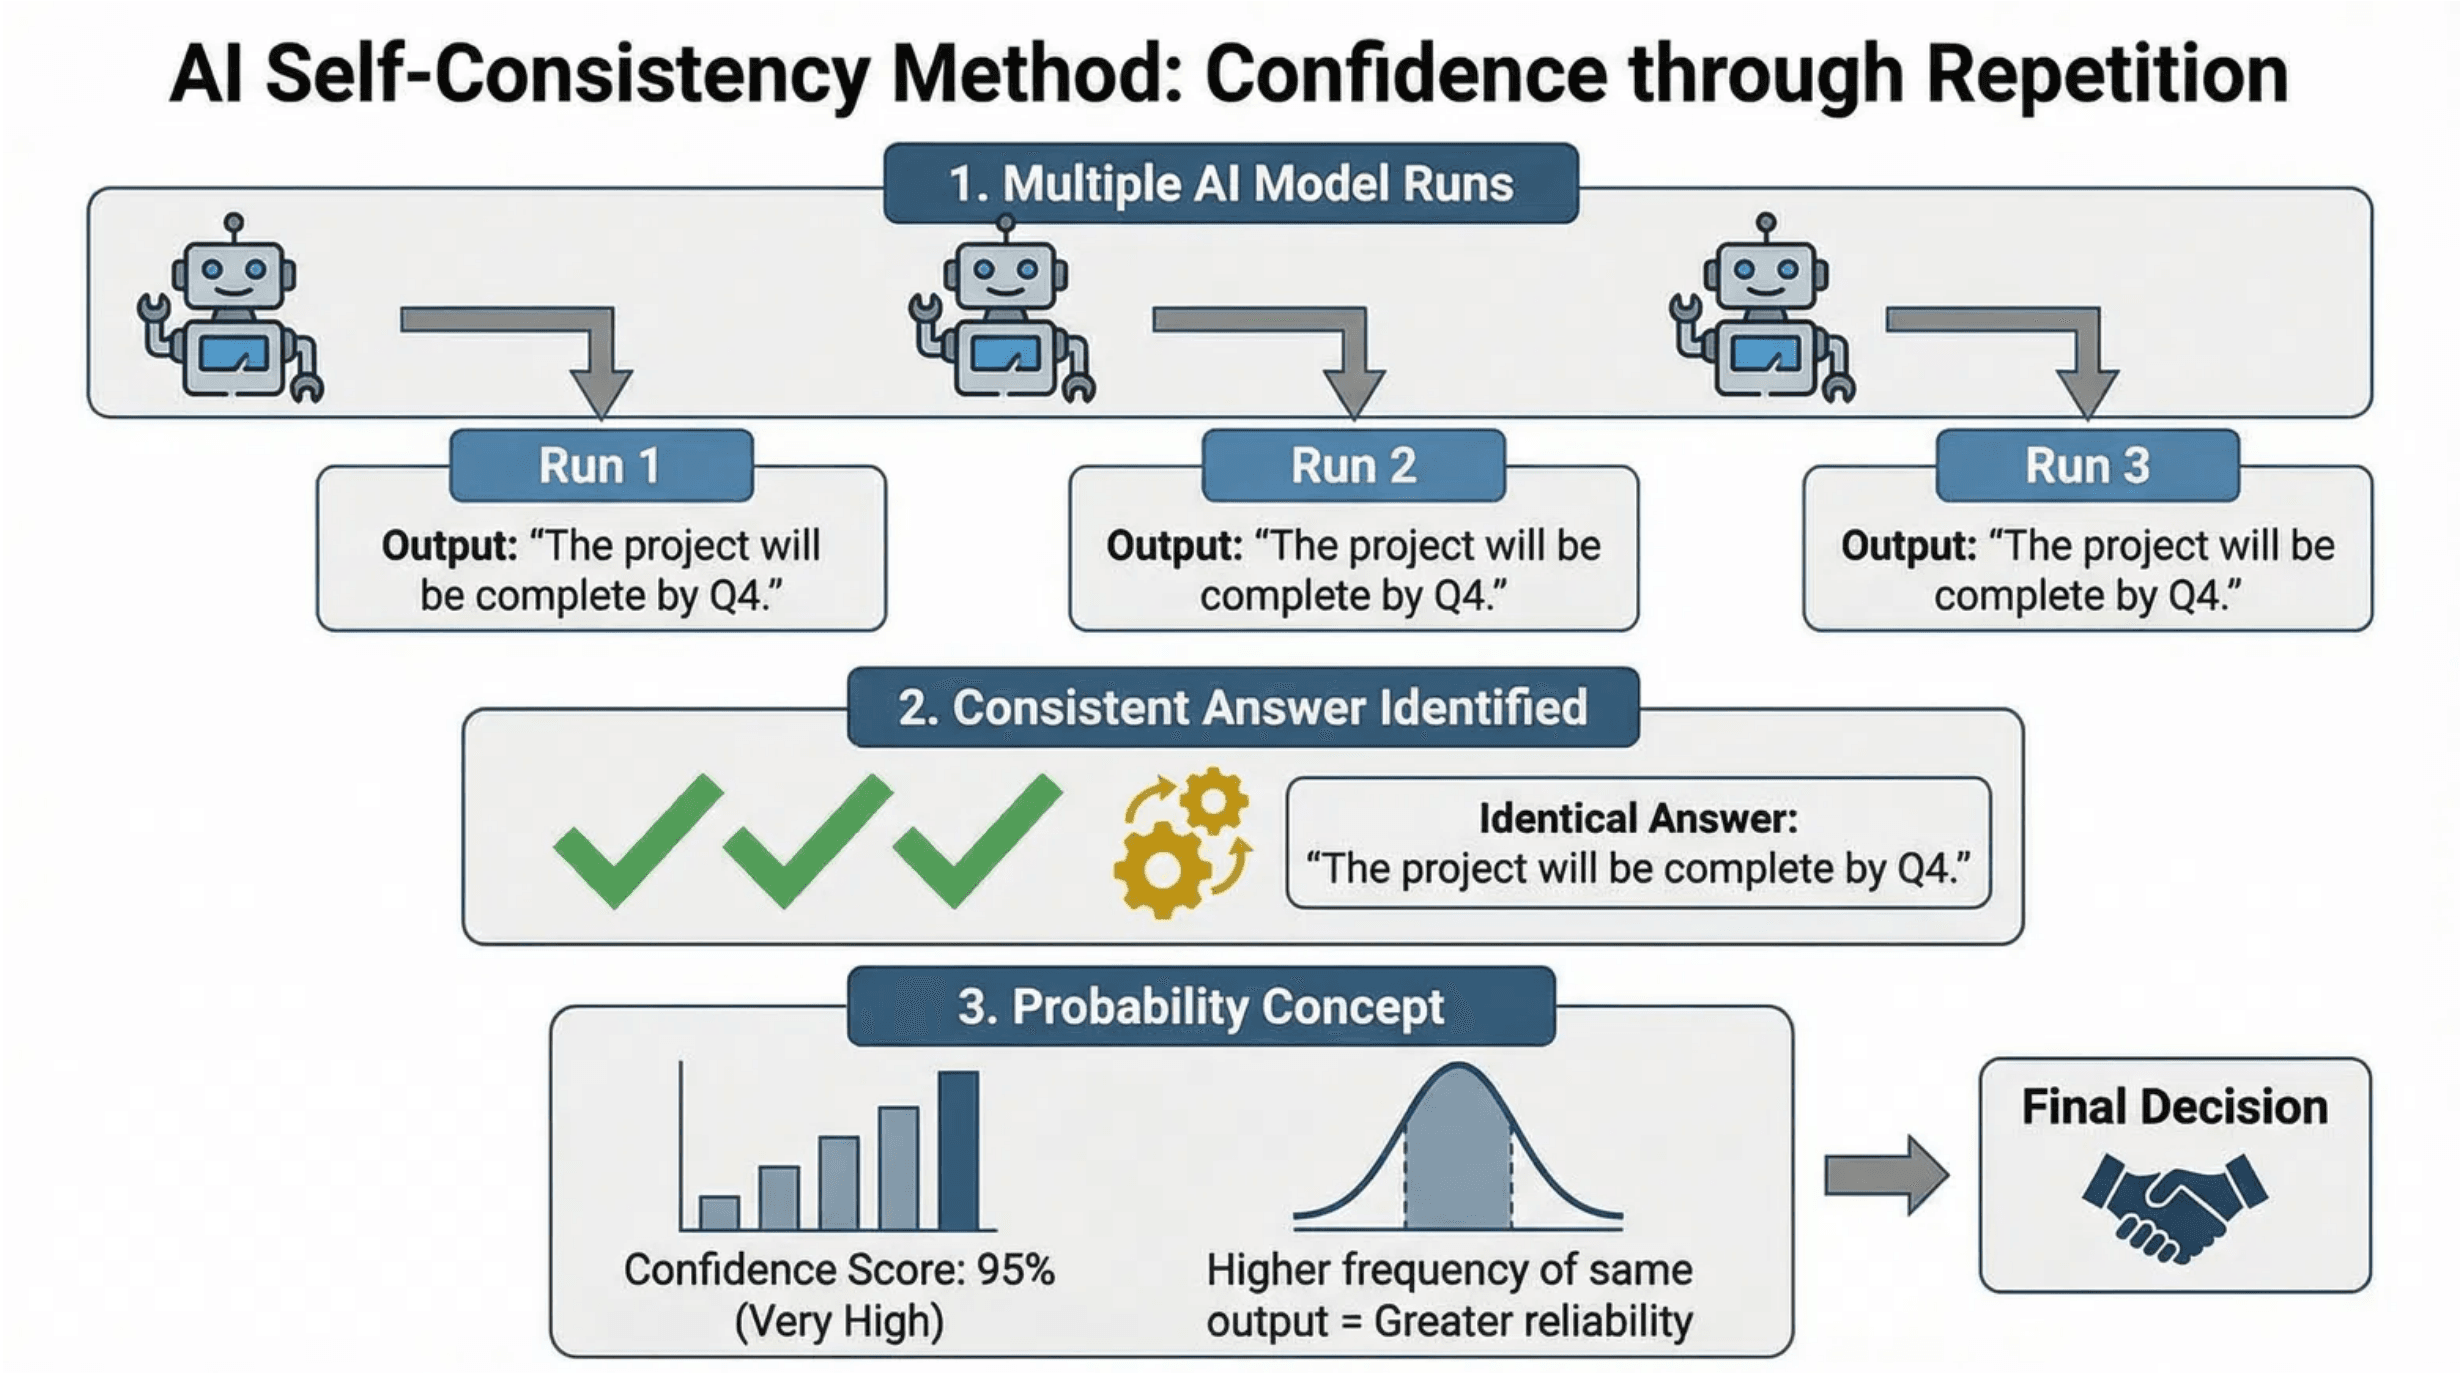 AI Self-Consistency Method: Confidence through Repetition
1. Multiple AI Model Runs
Run 1
Output: “The project will
be complete by Q4.”
Run 2
Output: “The project will be
complete by Q4.”
Run 3
Output: “The project will be
complete by Q4.”
2. Consistent Answer Identified
Identical Answer:
“The project will be complete by Q4.”
3. Probability Concept
Confidence Score: 95%
(Very High)
Higher frequency of same
output = Greater reliability
Final Decision